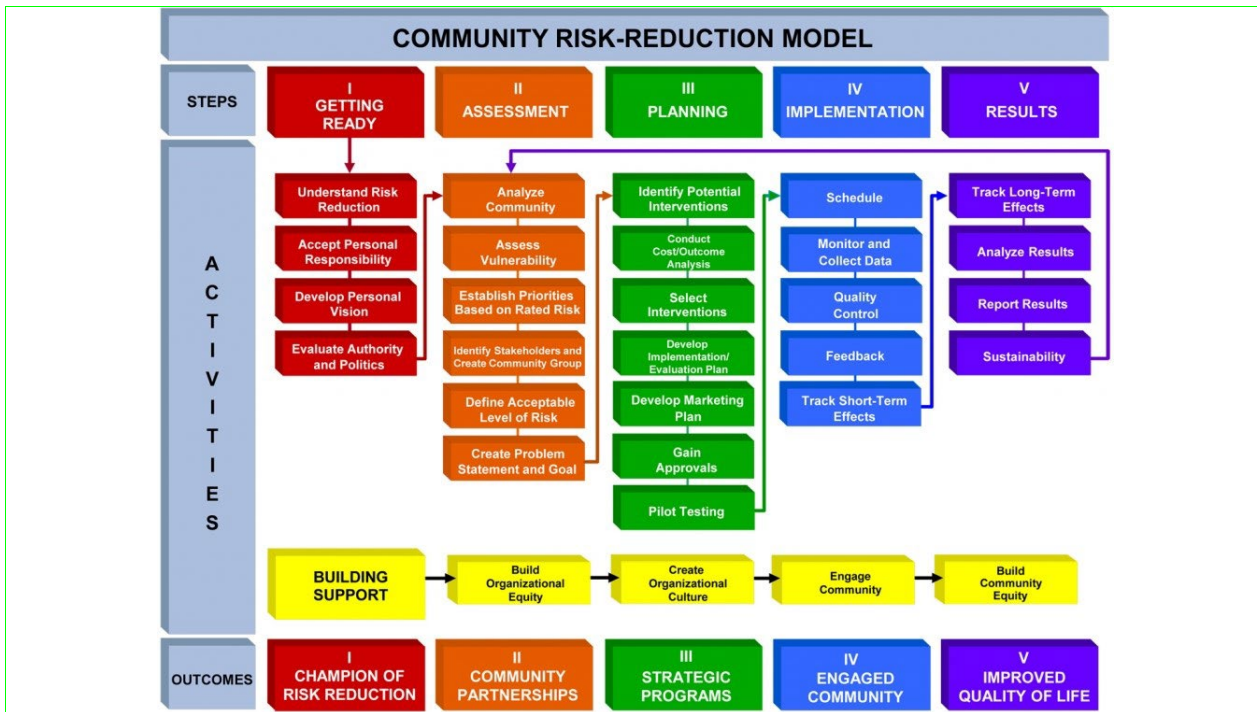 COMMUNITY RISK-REDUCTION MODEL
STEPS
I
GETTING
READY
II
ASSESSMENT
III
PLANNING
IV
IMPLEMENTATION
V
RESULTS
A
C
T
I
V
I
T
I
E
S
Understand Risk
Reduction
Accept Personal
Responsibility
Develop Personal
Vision
Evaluate Authority
and Politics
Analyze
Community
Assess
Vulnerability
Establish Priorities
Based on Rated Risk
Identify Stakeholders and
Create Community Group
Define Acceptable
Level of Risk
Create Problem
Statement and Goal
Identify Potential
Interventions
Conduct
Cost/Outcome
Analysis
Select
Interventions
Develop
Implementation/
Evaluation Plan
Develop Marketing
Plan
Gain
Approvals
Pilot Testing
Schedule
Monitor and
Collect Data
Quality
Control
Feedback
Track Short-Term
Effects
Track Long-Term
Effects
Analyze Results
Report Results
Sustainability
BUILDING
SUPPORT
Build
Organizational
Equity
Create
Organizational
Culture
Engage
Community
Build
Community
Equity
OUTCOMES
I
CHAMPION OF
RISK REDUCTION
II
COMMUNITY
PARTNERSHIPS
III
STRATEGIC
PROGRAMS
IV
ENGAGED
COMMUNITY
V
IMPROVED
QUALITY OF LIFE